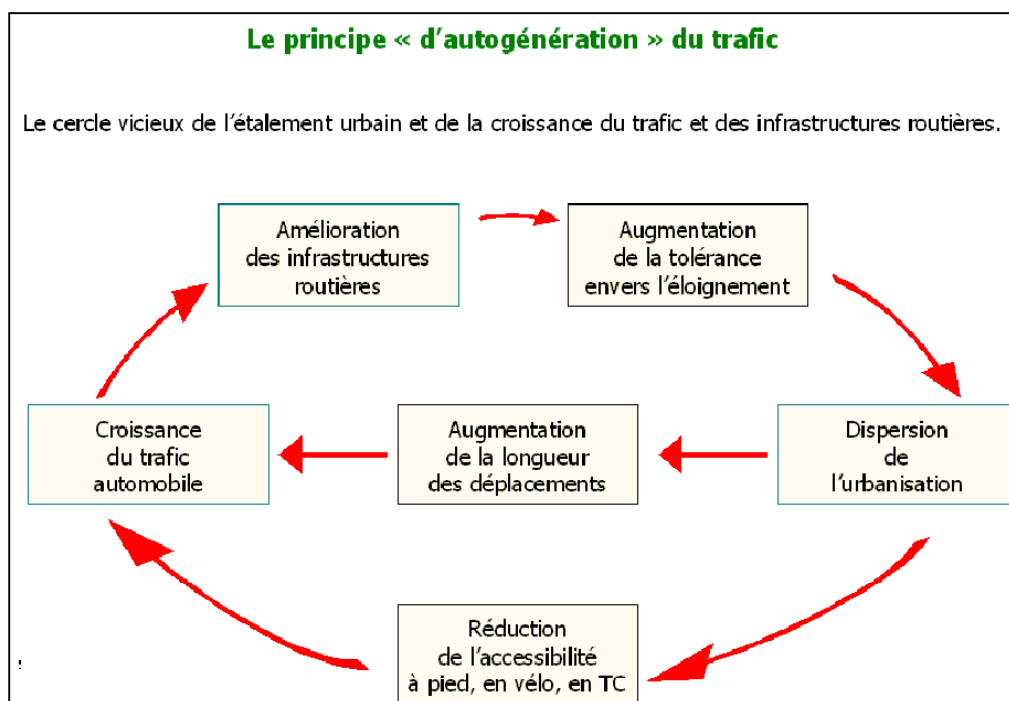 Le principe « d'autogénération » du trafic
Le cercle vicieux de l'étalement urbain et de la croissance du trafic et des infrastructures routières.
Amélioration
des infrastructures
routières
Augmentation
de la tolérance
envers l'éloignement
Croissance
du trafic
automobile
Augmentation
de la longueur
des déplacements
Dispersion
de
l'urbanisation
Réduction
de l'accessibilité
à pied, en vélo, en TC